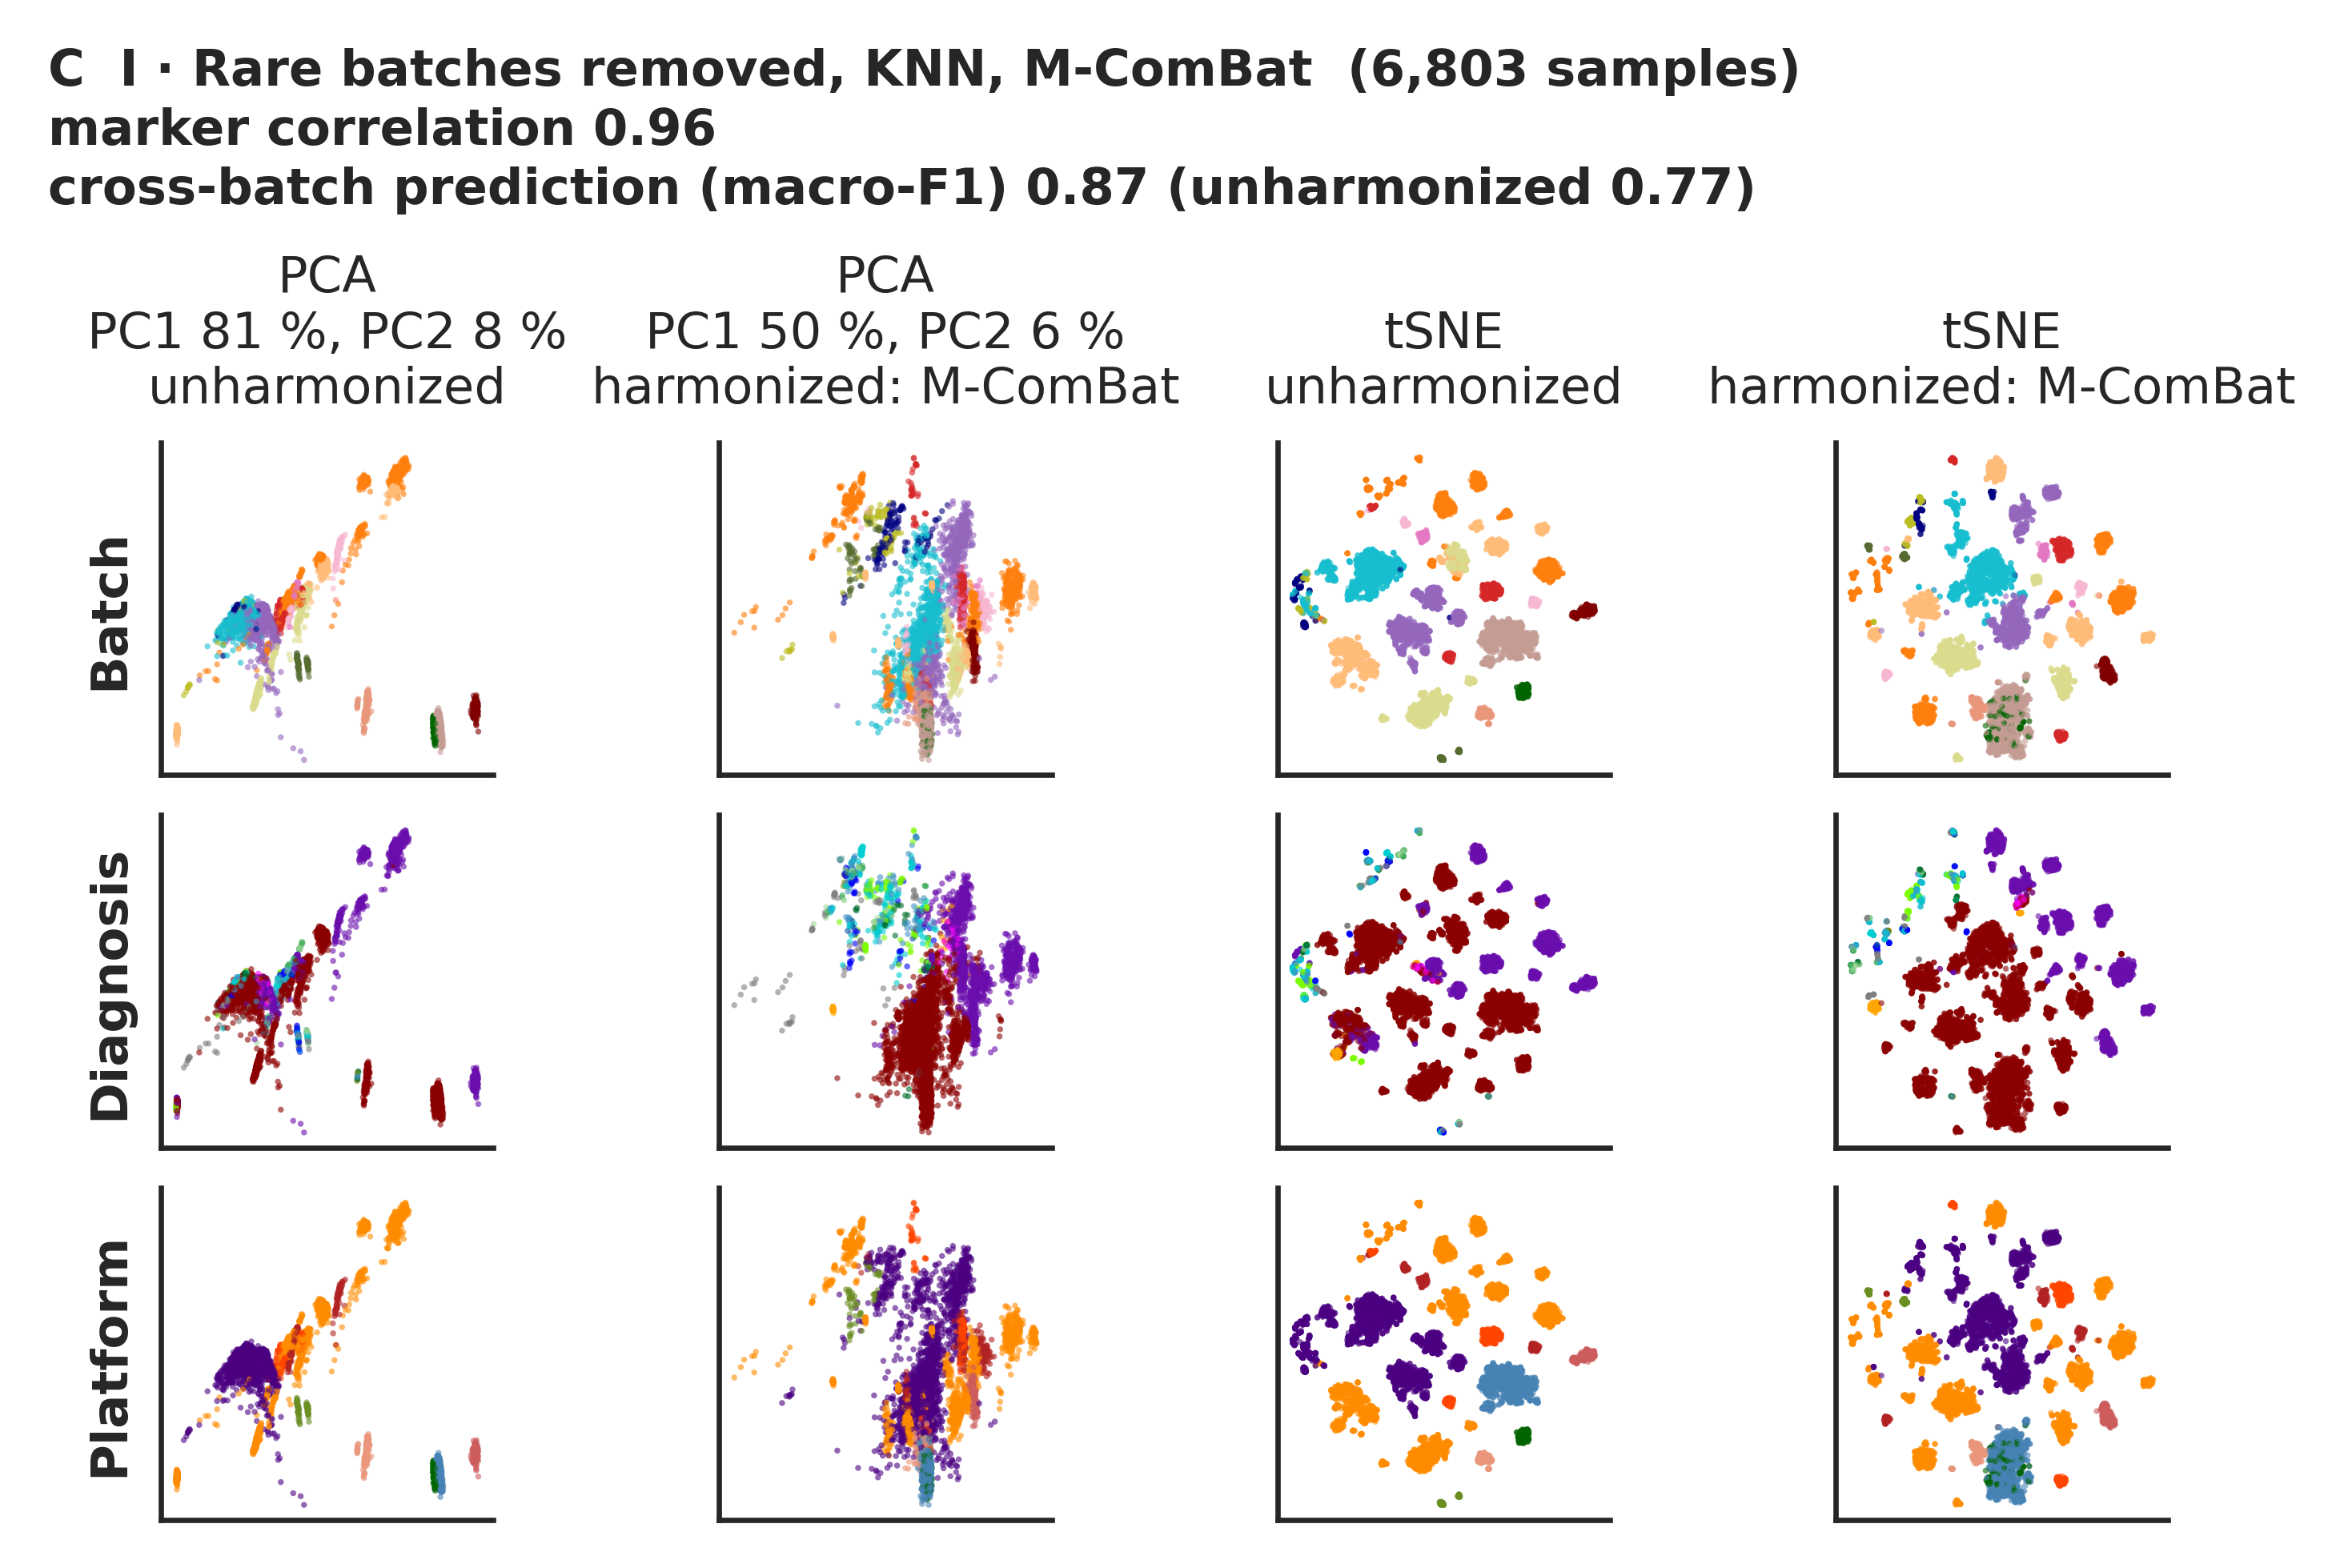 C  I · Rare batches removed, KNN, M-ComBat  (6,803 samples)
marker correlation 0.96
cross-batch prediction (macro-F1) 0.87 (unharmonized 0.77)
PCA
PC1 81 %, PC2 8 %
unharmonized
PCA
PC1 50 %, PC2 6 %
harmonized: M-ComBat
tSNE
unharmonized
tSNE
harmonized: M-ComBat
Batch
Diagnosis
Platform